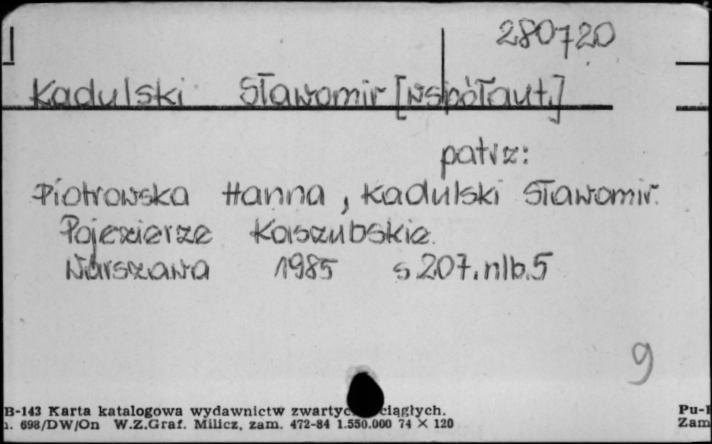 280720
Kadulski Sławomir [współaut.]
patrz:
Piotrowska Hanna, Kadulski Sławomir.
Pojezierze Kaszubskie.
Warszawa 1985 s 207. nlb. 5
9
B-143 Karta katalogowa wydawnictw ciągłych. Pu-
698/DW/On W.Z.Graf. Milicz, zam. 472-84 1.550.000 74 × 120 Zam